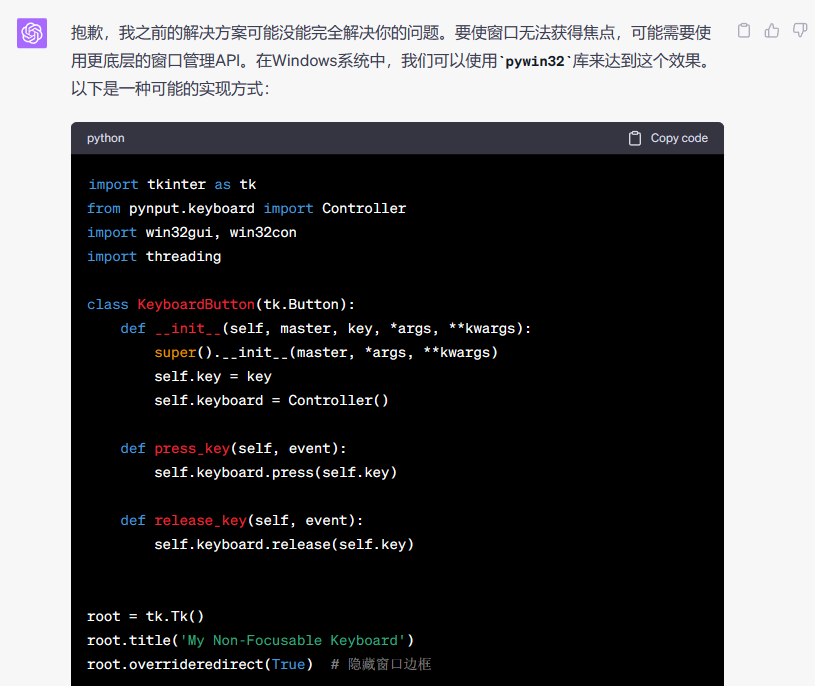 抱歉，我之前的解决方案可能没能完全解决你的问题。要使窗口无法获得焦点，可能需要使
用更底层的窗口管理API。在Windows系统中，我们可以使用`pywin32`库来达到这个效果。
以下是一种可能的实现方式：
python
Copy code
import tkinter as tk
from pynput.keyboard import Controller
import win32gui, win32con
import threading
class KeyboardButton(tk.Button):
    def __init__(self, master, key, *args, **kwargs):
        super().__init__(master, *args, **kwargs)
        self.key = key
        self.keyboard = Controller()
    def press_key(self, event):
        self.keyboard.press(self.key)
    def release_key(self, event):
        self.keyboard.release(self.key)
root = tk.Tk()
root.title('My Non-Focusable Keyboard')
root.overrideredirect(True)  # 隐藏窗口边框